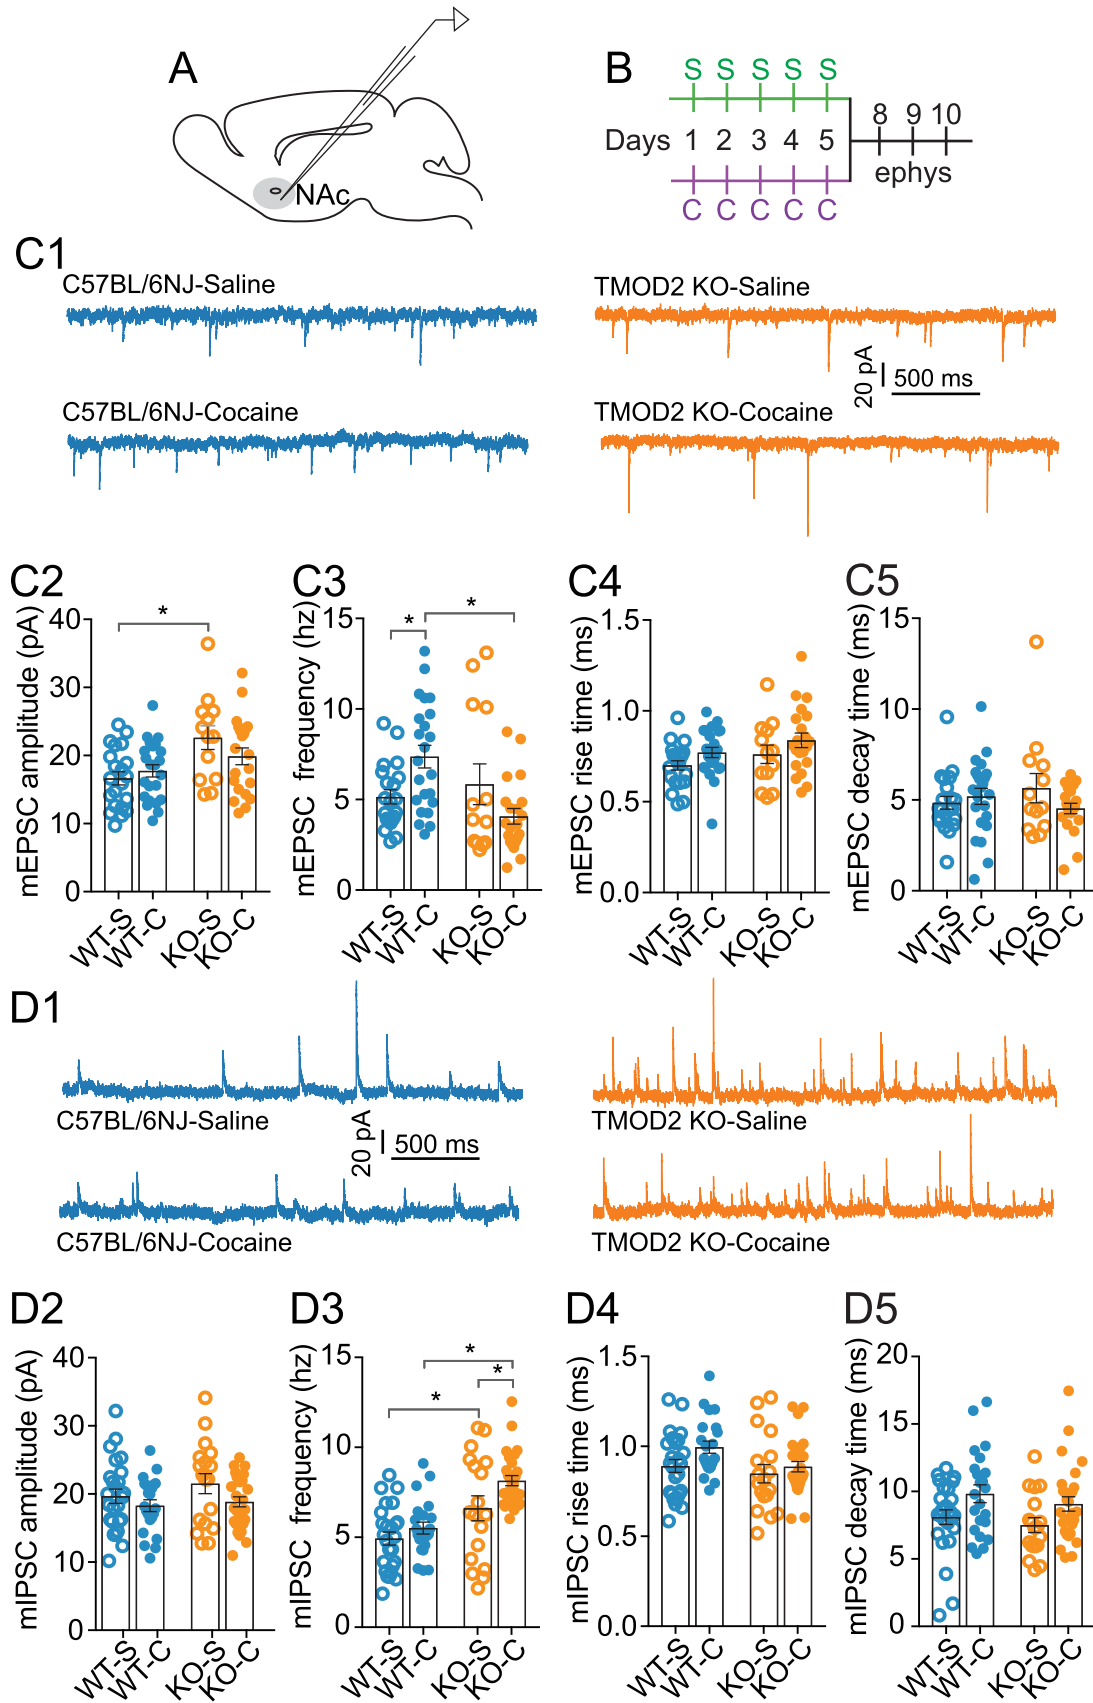 A
NAc
B
S S S S S
Days 1 2 3 4 5
8 9 10
ephys
C C C C C
C1
C57BL/6NJ-Saline
TMOD2 KO-Saline
20 pA
500 ms
C57BL/6NJ-Cocaine
TMOD2 KO-Cocaine
C2
mEPSC amplitude (pA)
40
30
20
10
0
*
WT-S
WT-C
KO-S
KO-C
C3
mEPSC frequency (hz)
15
10
5
0
*
*
WT-S
WT-C
KO-S
KO-C
C4
mEPSC rise time (ms)
1.5
1.0
0.5
0.0
WT-S
WT-C
KO-S
KO-C
C5
mEPSC decay time (ms)
15
10
5
0
WT-S
WT-C
KO-S
KO-C
D1
C57BL/6NJ-Saline
TMOD2 KO-Saline
20 pA
500 ms
C57BL/6NJ-Cocaine
TMOD2 KO-Cocaine
D2
mIPSC amplitude (pA)
40
30
20
10
0
WT-S
WT-C
KO-S
KO-C
D3
mIPSC frequency (hz)
15
10
5
0
*
*
*
WT-S
WT-C
KO-S
KO-C
D4
mIPSC rise time (ms)
1.5
1.0
0.5
0.0
WT-S
WT-C
KO-S
KO-C
D5
mIPSC decay time (ms)
20
15
10
5
0
WT-S
WT-C
KO-S
KO-C